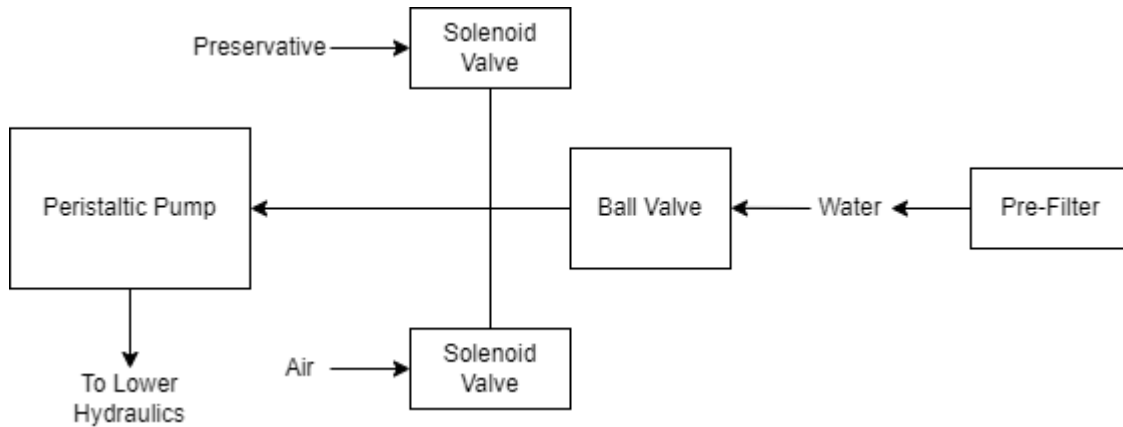 Preservative
Solenoid
Valve
Peristaltic Pump
Ball Valve
Water
Pre-Filter
Air
Solenoid
Valve
To Lower
Hydraulics